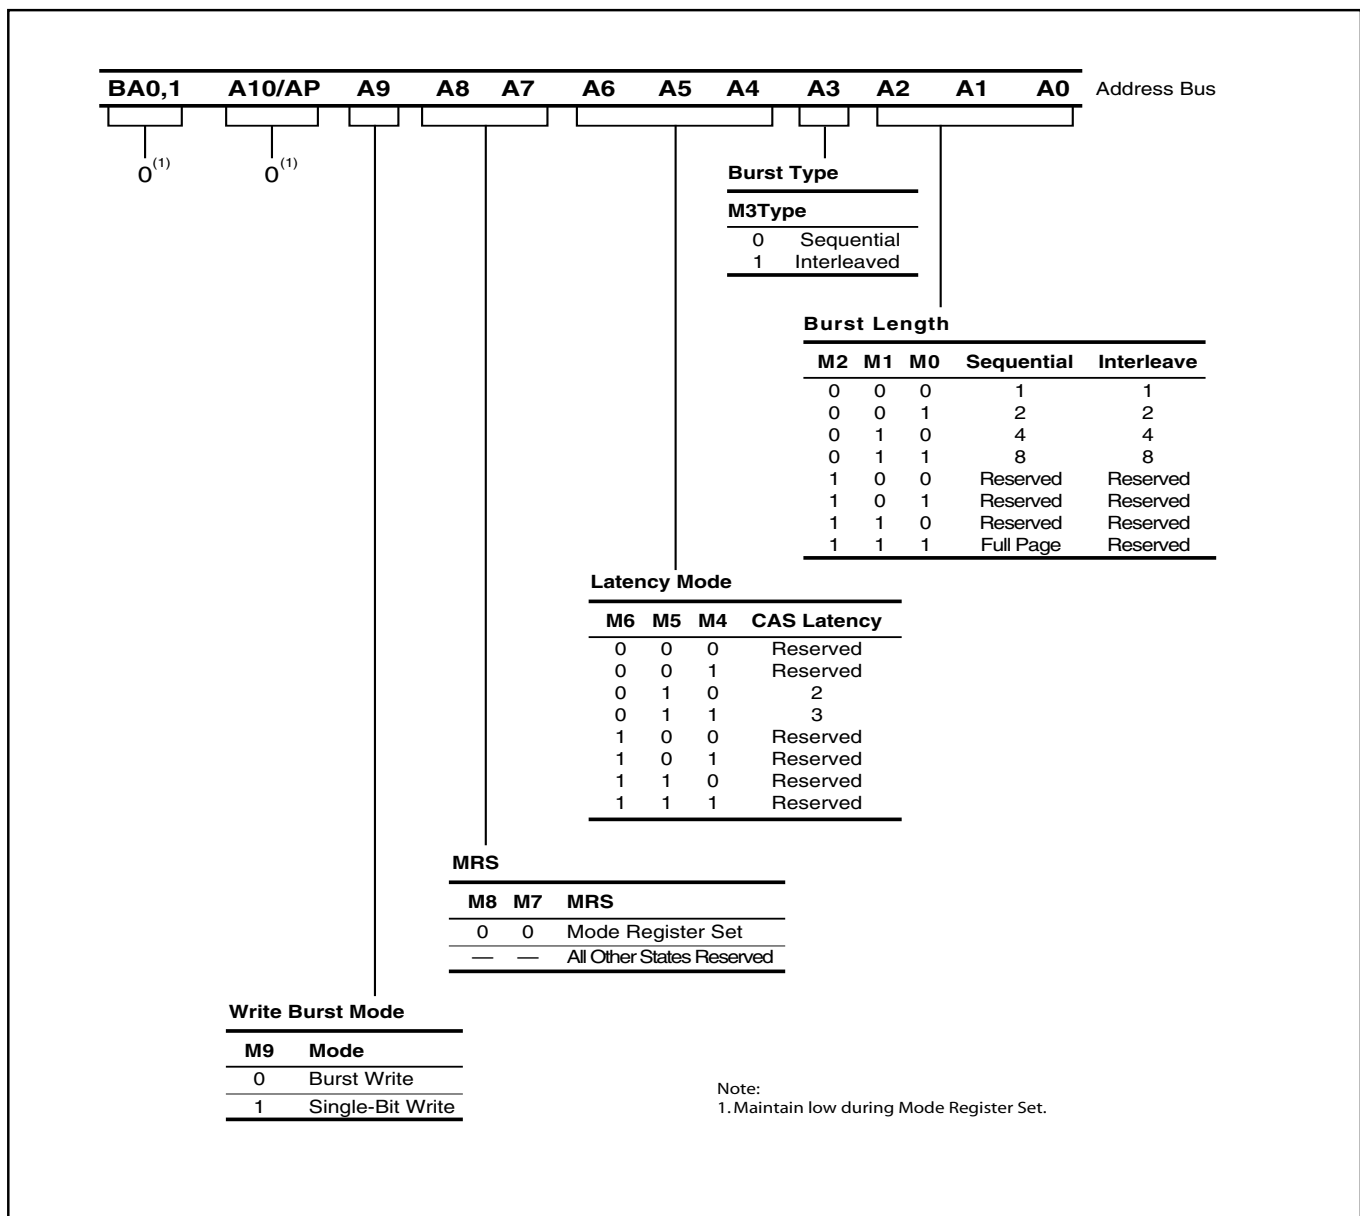 BA0,1 A10/AP A9 A8 A7 A6 A5 A4 A3 A2 A1 A0 Address Bus
0(1) 0(1)
Burst Type
M3Type
0 Sequential
1 Interleaved
Burst Length
M2 M1 M0 Sequential Interleave
0 0 0 1 1
0 0 1 2 2
0 1 0 4 4
0 1 1 8 8
1 0 0 Reserved Reserved
1 0 1 Reserved Reserved
1 1 0 Reserved Reserved
1 1 1 Full Page Reserved
Latency Mode
M6 M5 M4 CAS Latency
0 0 0 Reserved
0 0 1 Reserved
0 1 0 2
0 1 1 3
1 0 0 Reserved
1 0 1 Reserved
1 1 0 Reserved
1 1 1 Reserved
MRS
M8 M7 MRS
0 0 Mode Register Set
— — All Other States Reserved
Write Burst Mode
M9 Mode
0 Burst Write
1 Single-Bit Write
Note:
1. Maintain low during Mode Register Set.